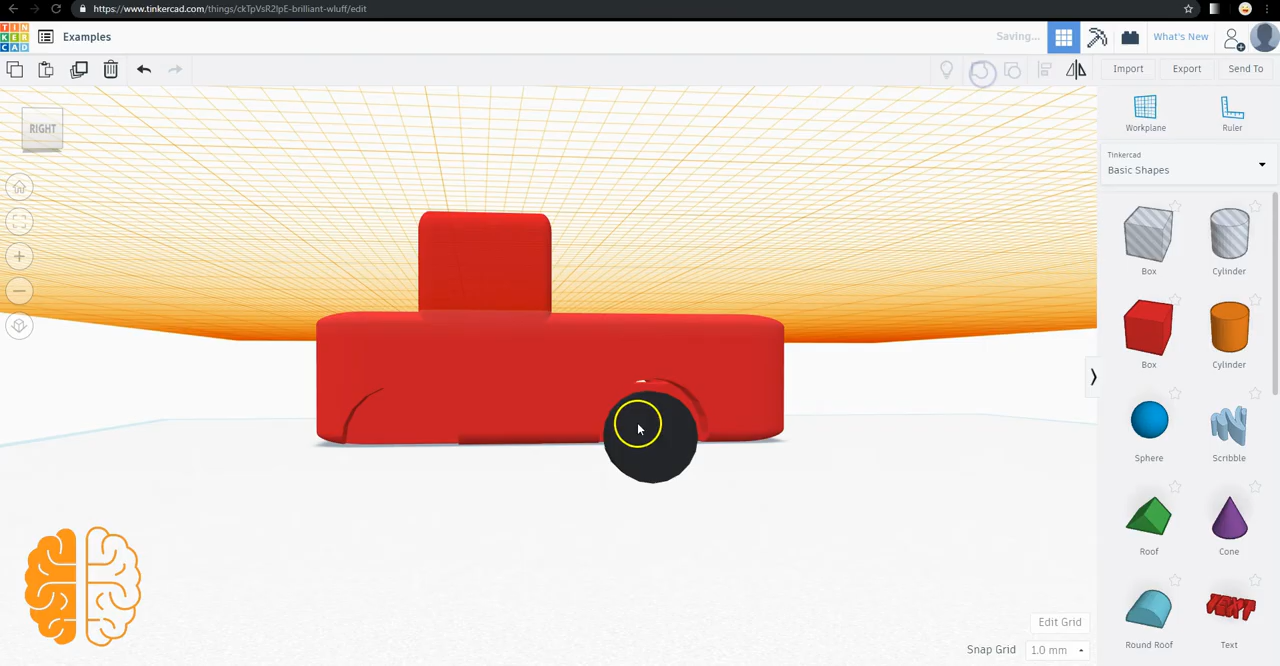 https://www.tinkercad.com/things/ckTpVsR2IpE-brilliant-wluff/edit
TIN
KER
CAD
Examples
Saving...
What's New
Import
Export
Send To
RIGHT
Workplane
Ruler
Tinkercad
Basic Shapes
Box
Cylinder
Box
Cylinder
Sphere
Scribble
Roof
Cone
TEXT
Round Roof
Text
Edit Grid
Snap Grid
1.0 mm